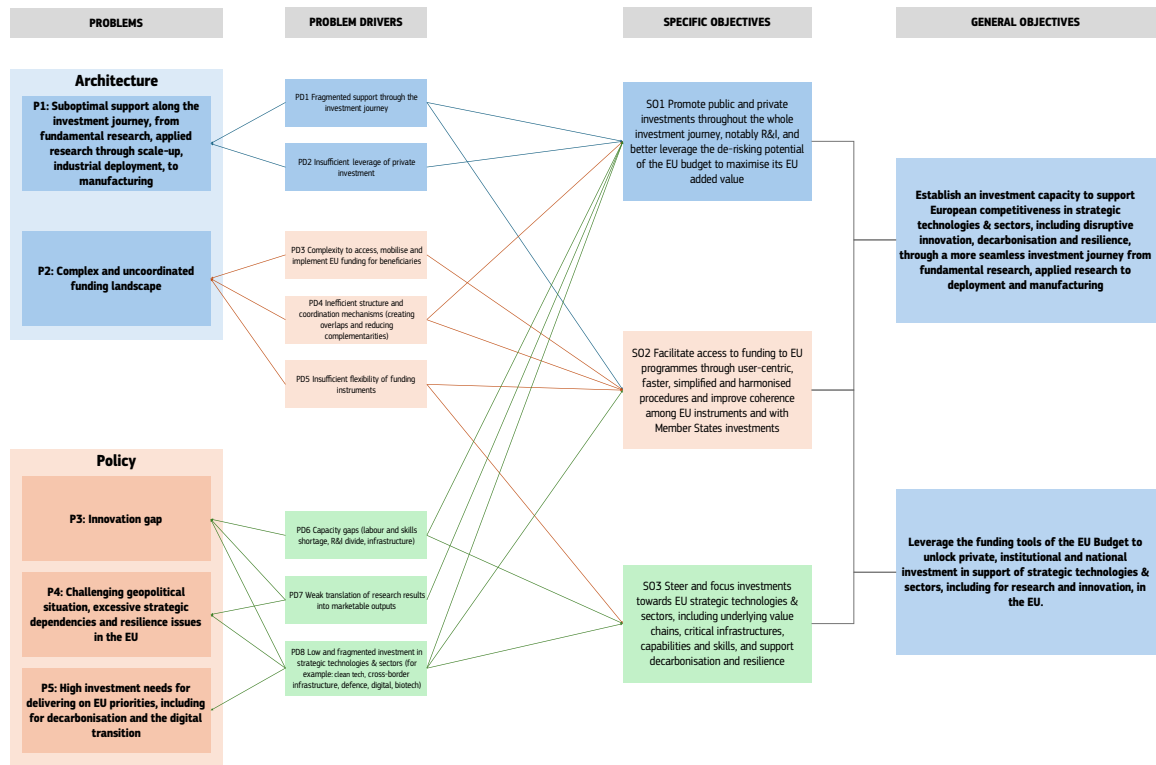 PROBLEMS
PROBLEM DRIVERS
SPECIFIC OBJECTIVES
GENERAL OBJECTIVES
Architecture
P1: Suboptimal support along the
investment journey, from
fundamental research, applied
research through scale-up,
industrial deployment, to
manufacturing
P2: Complex and uncoordinated
funding landscape
Policy
P3: Innovation gap
P4: Challenging geopolitical
situation, excessive strategic
dependencies and resilience issues
in the EU
P5: High investment needs for
delivering on EU priorities, including
for decarbonisation and the digital
transition
PD1 Fragmented support through the
investment journey
PD2 Insufficient leverage of private
investment
PD3 Complexity to access, mobilise and
implement EU funding for beneficiaries
PD4 Inefficient structure and
coordination mechanisms (creating
overlaps and reducing
complementarities)
PD5 Insufficient flexibility of funding
instruments
PD6 Capacity gaps (labour and skills
shortage, R&I divide, infrastructure)
PD7 Weak translation of research results
into marketable outputs
PD8 Low and fragmented investment in
strategic technologies & sectors (for
example: clean tech, cross-border
infrastructure, defence, digital, biotech)
SO1 Promote public and private
investments throughout the whole
investment journey, notably R&I, and
better leverage the de-risking potential
of the EU budget to maximise its EU
added value
SO2 Facilitate access to funding to EU
programmes through user-centric,
faster, simplified and harmonised
procedures and improve coherence
among EU instruments and with
Member States investments
SO3 Steer and focus investments
towards EU strategic technologies &
sectors, including underlying value
chains, critical infrastructures,
capabilities and skills, and support
decarbonisation and resilience
Establish an investment capacity to support
European competitiveness in strategic
technologies & sectors, including disruptive
innovation, decarbonisation and resilience,
through a more seamless investment journey from
fundamental research, applied research to
deployment and manufacturing
Leverage the funding tools of the EU Budget to
unlock private, institutional and national
investment in support of strategic technologies &
sectors, including for research and innovation, in
the EU.